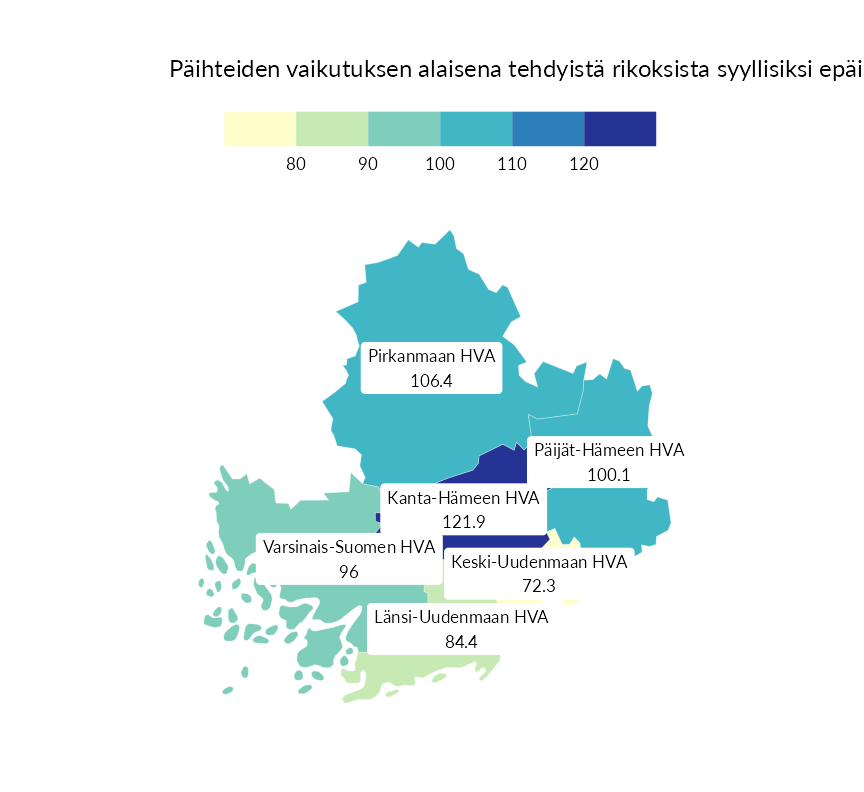 Päihteiden vaikutuksen alaisena tehdyistä rikoksista syyllisiksi epäi
80 90 100 110 120
Pirkanmaan HVA
106.4
Päijät-Hämeen HVA
100.1
Kanta-Hämeen HVA
121.9
Varsinais-Suomen HVA
96
Keski-Uudenmaan HVA
72.3
Länsi-Uudenmaan HVA
84.4